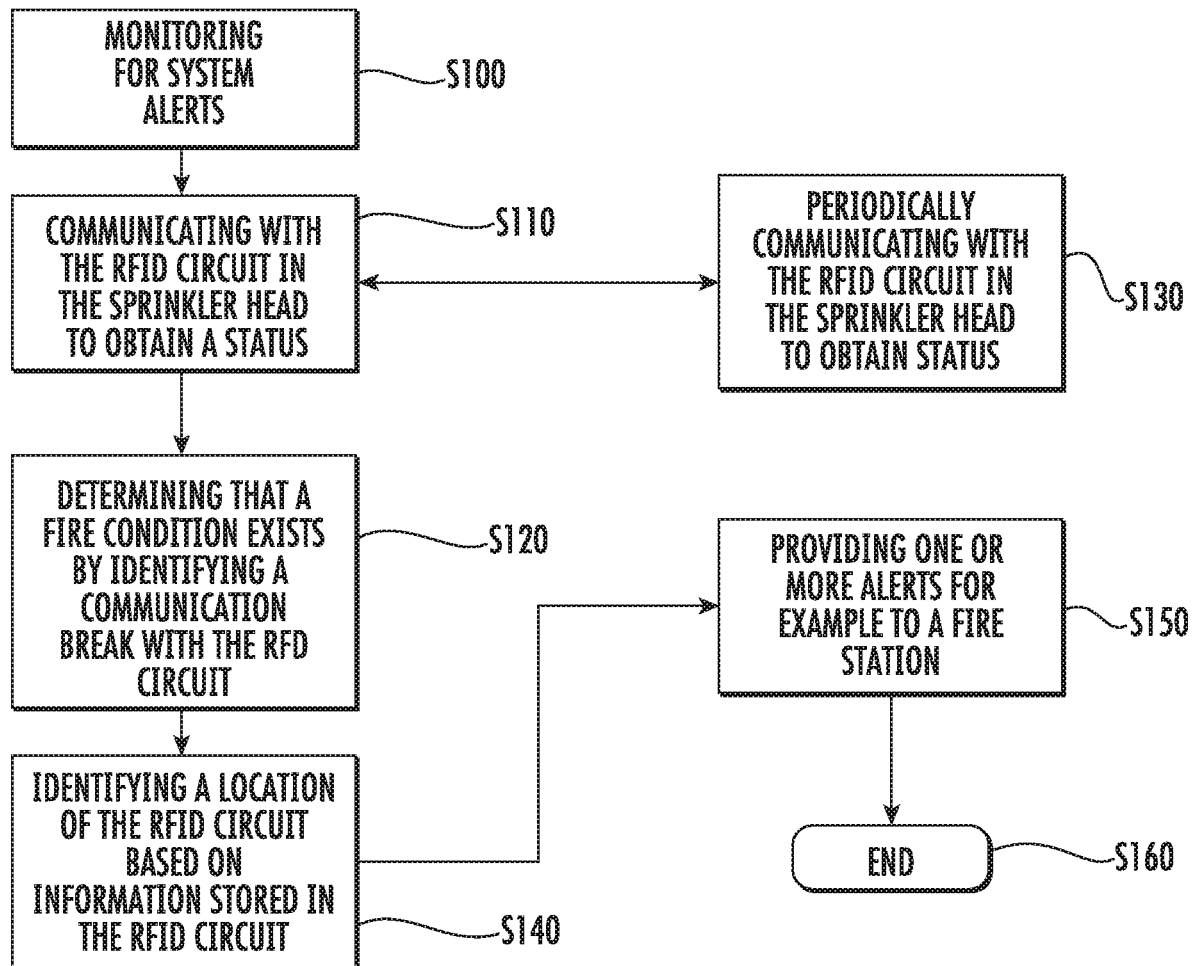 MONITORING
FOR SYSTEM
ALERTS
S100
COMMUNICATING WITH
THE RFID CIRCUIT IN
THE SPRINKLER HEAD
TO OBTAIN A STATUS
S110
PERIODICALLY
COMMUNICATING WITH
THE RFID CIRCUIT IN
THE SPRINKLER HEAD
TO OBTAIN STATUS
S130
DETERMINING THAT A
FIRE CONDITION EXISTS
BY IDENTIFYING A
COMMUNICATION
BREAK WITH THE RFD
CIRCUIT
S120
IDENTIFYING A LOCATION
OF THE RFID CIRCUIT
BASED ON
INFORMATION STORED IN
THE RFID CIRCUIT
S140
PROVIDING ONE OR
MORE ALERTS FOR
EXAMPLE TO A FIRE
STATION
S150
END
S160